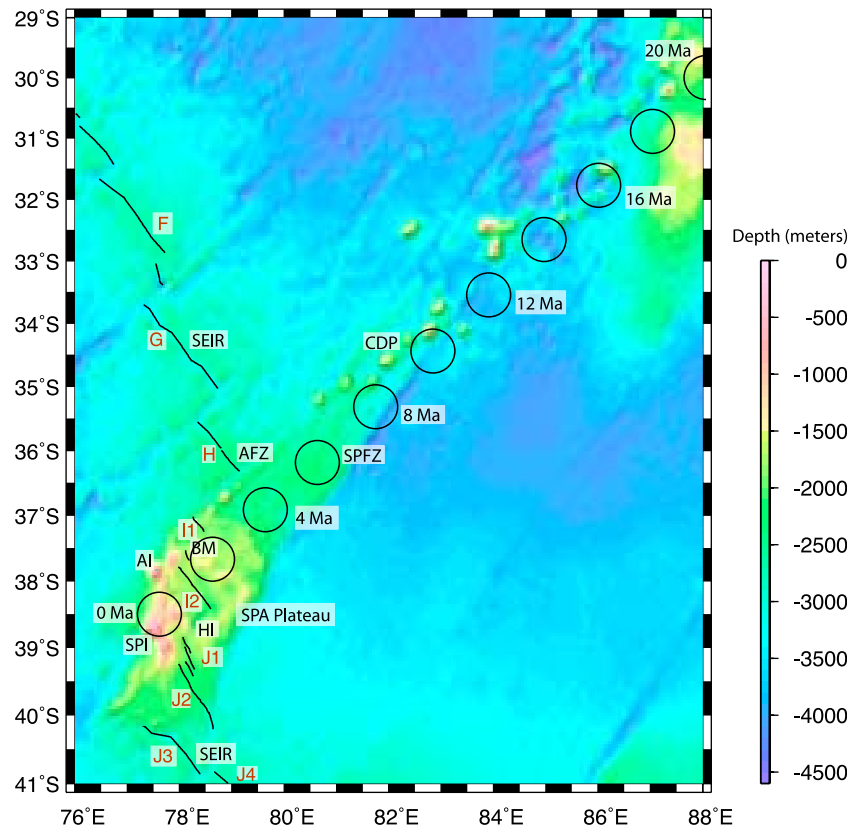 29˚S
30˚S
31˚S
32˚S
33˚S
34˚S
35˚S
36˚S
37˚S
38˚S
39˚S
40˚S
41˚S
76˚E
78˚E
80˚E
82˚E
84˚E
86˚E
88˚E
20 Ma
16 Ma
F
12 Ma
G
SEIR
CDP
8 Ma
H
AFZ
SPFZ
4 Ma
I1
BM
AI
I2
0 Ma
SPA Plateau
HI
SPI
J1
J2
SEIR
J3
J4
Depth (meters)
0
-500
-1000
-1500
-2000
-2500
-3000
-3500
-4000
-4500